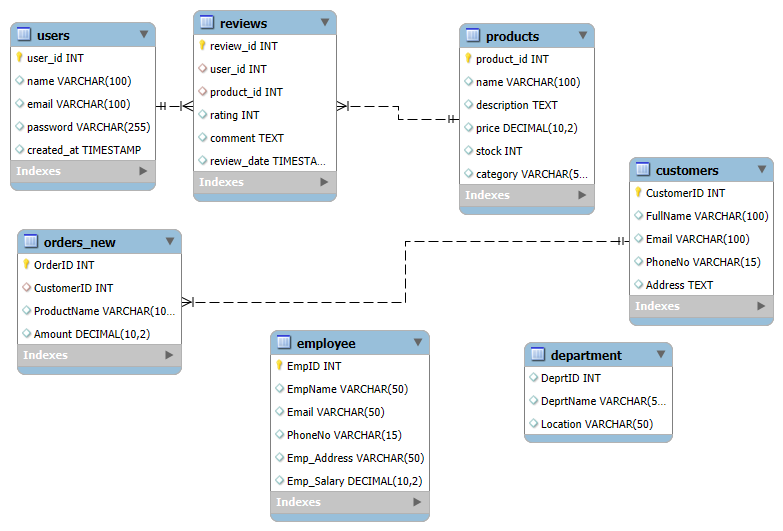 users
user_id INT
name VARCHAR(100)
email VARCHAR(100)
password VARCHAR(255)
created_at TIMESTAMP
Indexes
reviews
review_id INT
user_id INT
product_id INT
rating INT
comment TEXT
review_date TIMESTA...
Indexes
products
product_id INT
name VARCHAR(100)
description TEXT
price DECIMAL(10,2)
stock INT
category VARCHAR(5...
Indexes
customers
CustomerID INT
FullName VARCHAR(100)
Email VARCHAR(100)
PhoneNo VARCHAR(15)
Address TEXT
Indexes
orders_new
OrderID INT
CustomerID INT
ProductName VARCHAR(10...
Amount DECIMAL(10,2)
Indexes
employee
EmpID INT
EmpName VARCHAR(50)
Email VARCHAR(50)
PhoneNo VARCHAR(15)
Emp_Address VARCHAR(50)
Emp_Salary DECIMAL(10,2)
Indexes
department
DeprtID INT
DeprtName VARCHAR(5...
Location VARCHAR(50)